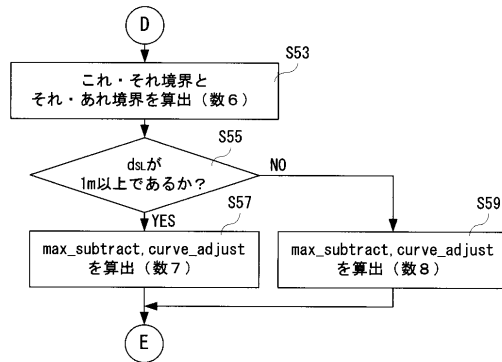 D
S53
これ・それ境界と
それ・あれ境界を算出(数6)
S55
dSLが
1m以上であるか?
NO
YES
S57
max_subtract,curve_adjust
を算出(数7)
S59
max_subtract,curve_adjust
を算出(数8)
E